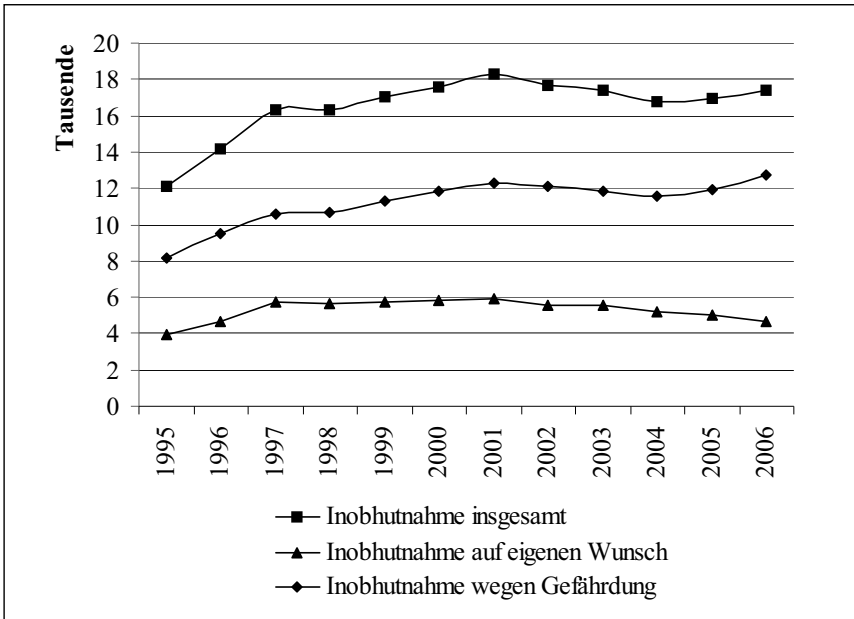 Tausende
20
18
16
14
12
10
8
6
4
2
0
1995 1996 1997 1998 1999 2000 2001 2002 2003 2004 2005 2006
Inobhutnahme insgesamt
Inobhutnahme auf eigenen Wunsch
Inobhutnahme wegen Gefährdung